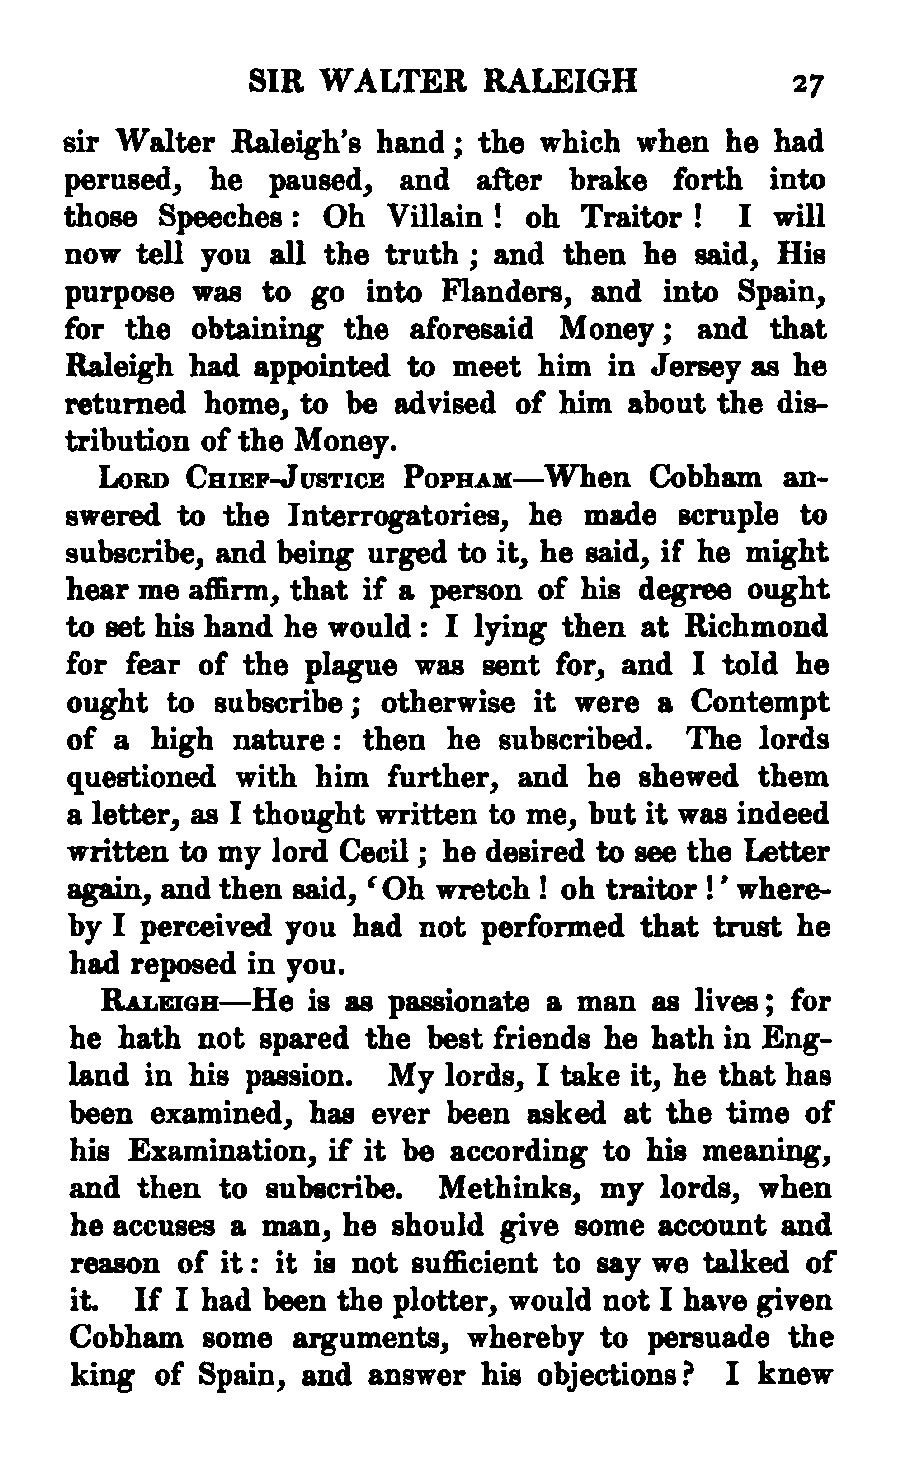 SIR WALTER RALEIGH 27
sir Walter Raleigh's hand ; the which when he had
perused, he paused, and after brake forth into
those Speeches : Oh Villain ! oh Traitor ! I will
now tell you all the truth ; and then he said, His
purpose was to go into Flanders, and into Spain,
for the obtaining the aforesaid Money ; and that
Raleigh had appointed to meet him in Jersey as he
returned home, to be advised of him about the dis-
tribution of the Money.
LORD CHIEF-JUSTICE POPHAM—When Cobham an-
swered to the Interrogatories, he made scruple to
subscribe, and being urged to it, he said, if he might
hear me affirm, that if a person of his degree ought
to set his hand he would : I lying then at Richmond
for fear of the plague was sent for, and I told he
ought to subscribe ; otherwise it were a Contempt
of a high nature : then he subscribed. The lords
questioned with him further, and he shewed them
a letter, as I thought written to me, but it was indeed
written to my lord Cecil ; he desired to see the Letter
again, and then said, ‘Oh wretch ! oh traitor !’ where-
by I perceived you had not performed that trust he
had reposed in you.
RALEIGH—He is as passionate a man as lives ; for
he hath not spared the best friends he hath in Eng-
land in his passion. My lords, I take it, he that has
been examined, has ever been asked at the time of
his Examination, if it be according to his meaning,
and then to subscribe. Methinks, my lords, when
he accuses a man, he should give some account and
reason of it : it is not sufficient to say we talked of
it. If I had been the plotter, would not I have given
Cobham some arguments, whereby to persuade the
king of Spain, and answer his objections? I knew